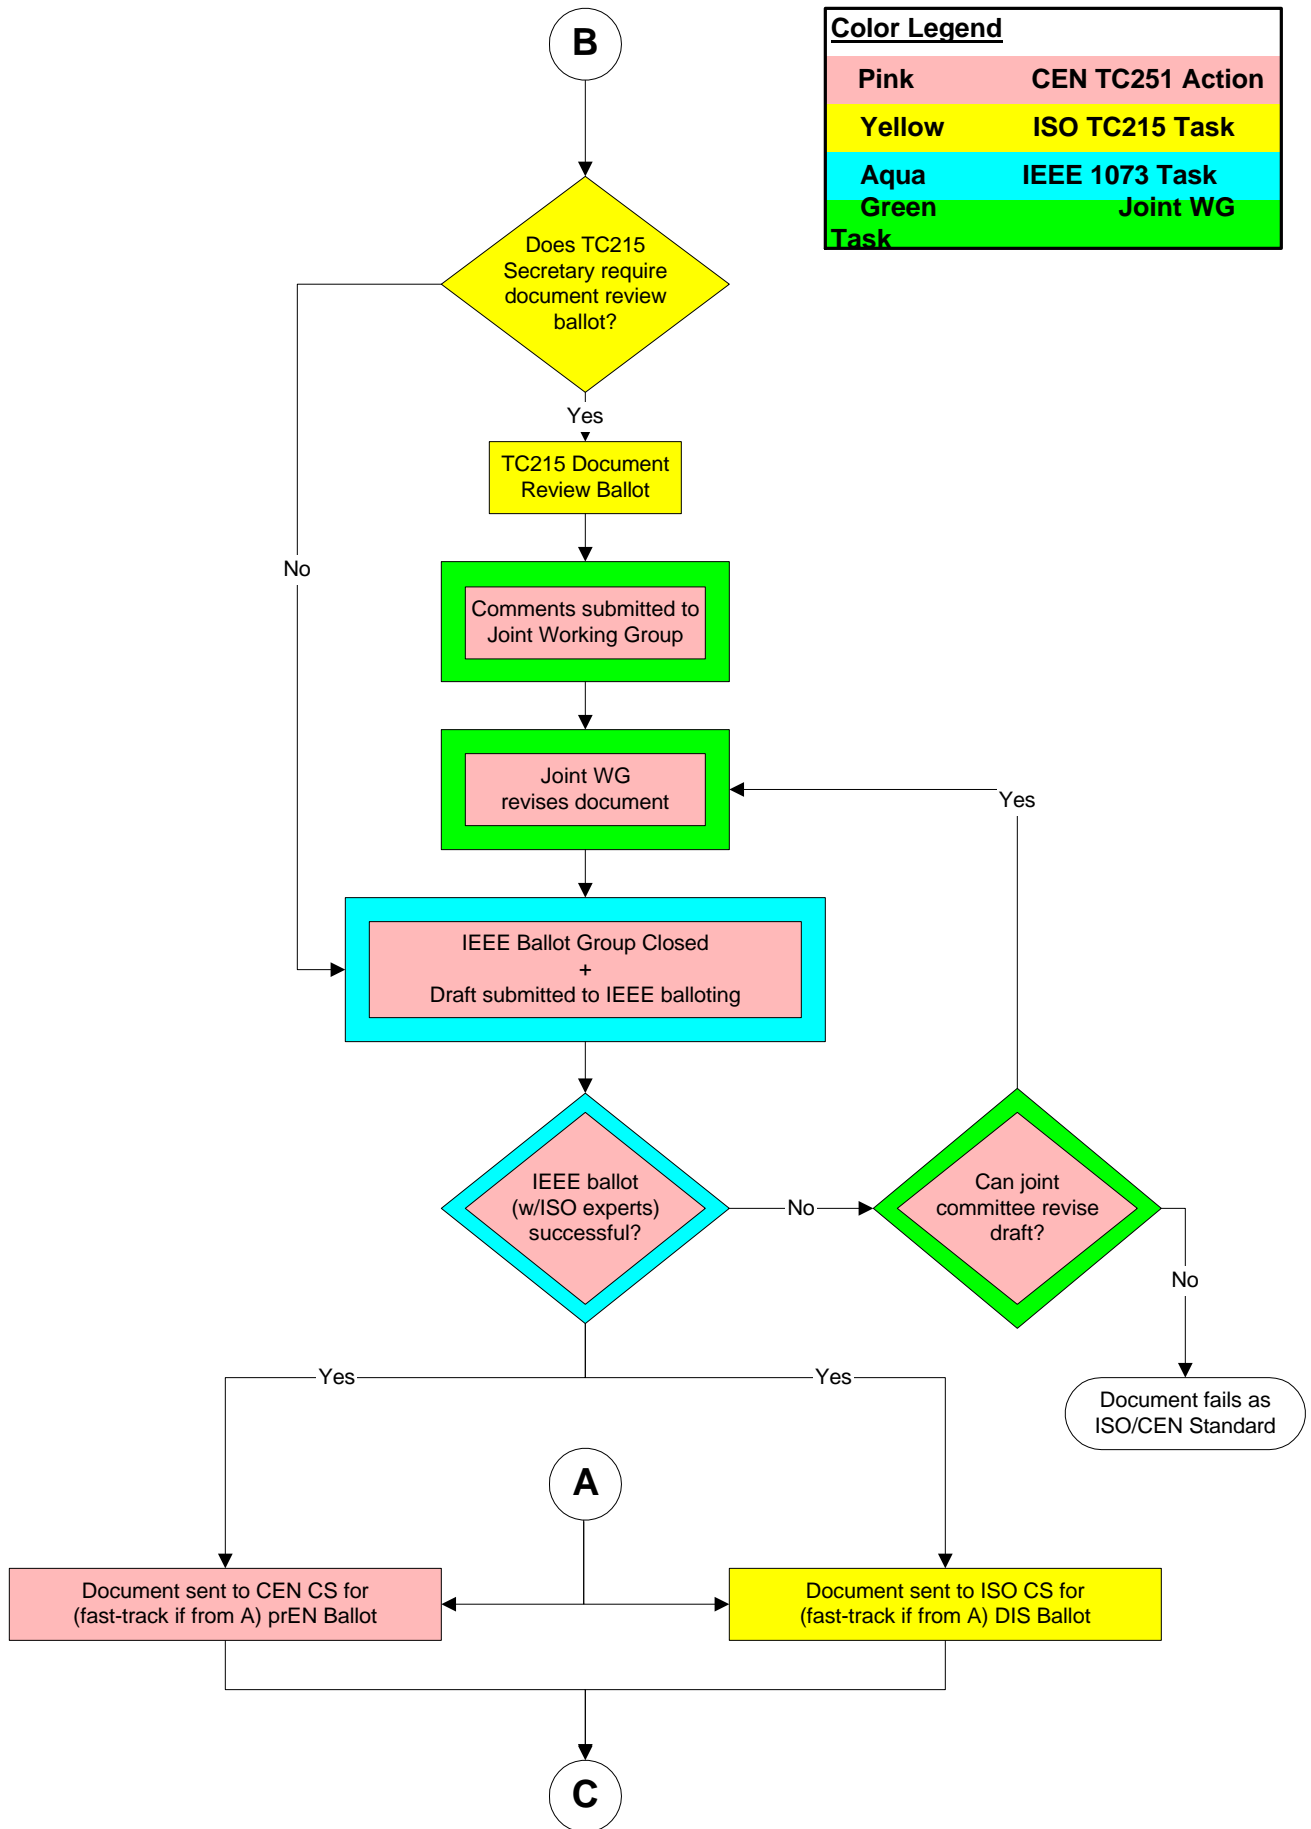 B
Color Legend
Pink CEN TC251 Action
Yellow ISO TC215 Task
Aqua IEEE 1073 Task
Green Joint WG
Task
Does TC215
Secretary require
document review
ballot?
Yes
TC215 Document
Review Ballot
No
Comments submitted to
Joint Working Group
Joint WG
revises document
Yes
IEEE Ballot Group Closed
+
Draft submitted to IEEE balloting
IEEE ballot
(w/ISO experts)
successful?
No
Can joint
committee revise
draft?
No
Yes
Yes
Document fails as
ISO/CEN Standard
A
Document sent to CEN CS for
(fast-track if from A) prEN Ballot
Document sent to ISO CS for
(fast-track if from A) DIS Ballot
C